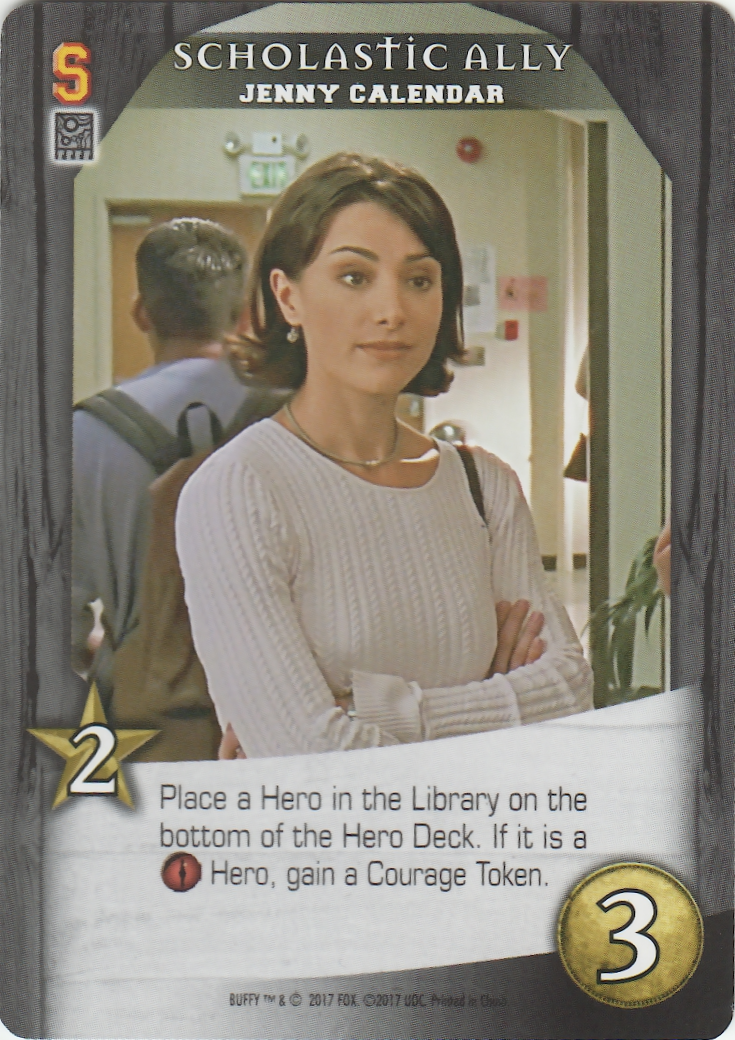 S
SCHOLASTIC ALLY
JENNY CALENDAR
EXIT
2
Place a Hero in the Library on the
bottom of the Hero Deck. If it is a
Hero, gain a Courage Token.
3
BUFFY ™ & © 2017 FOX. ©2017 UDC. Printed in China